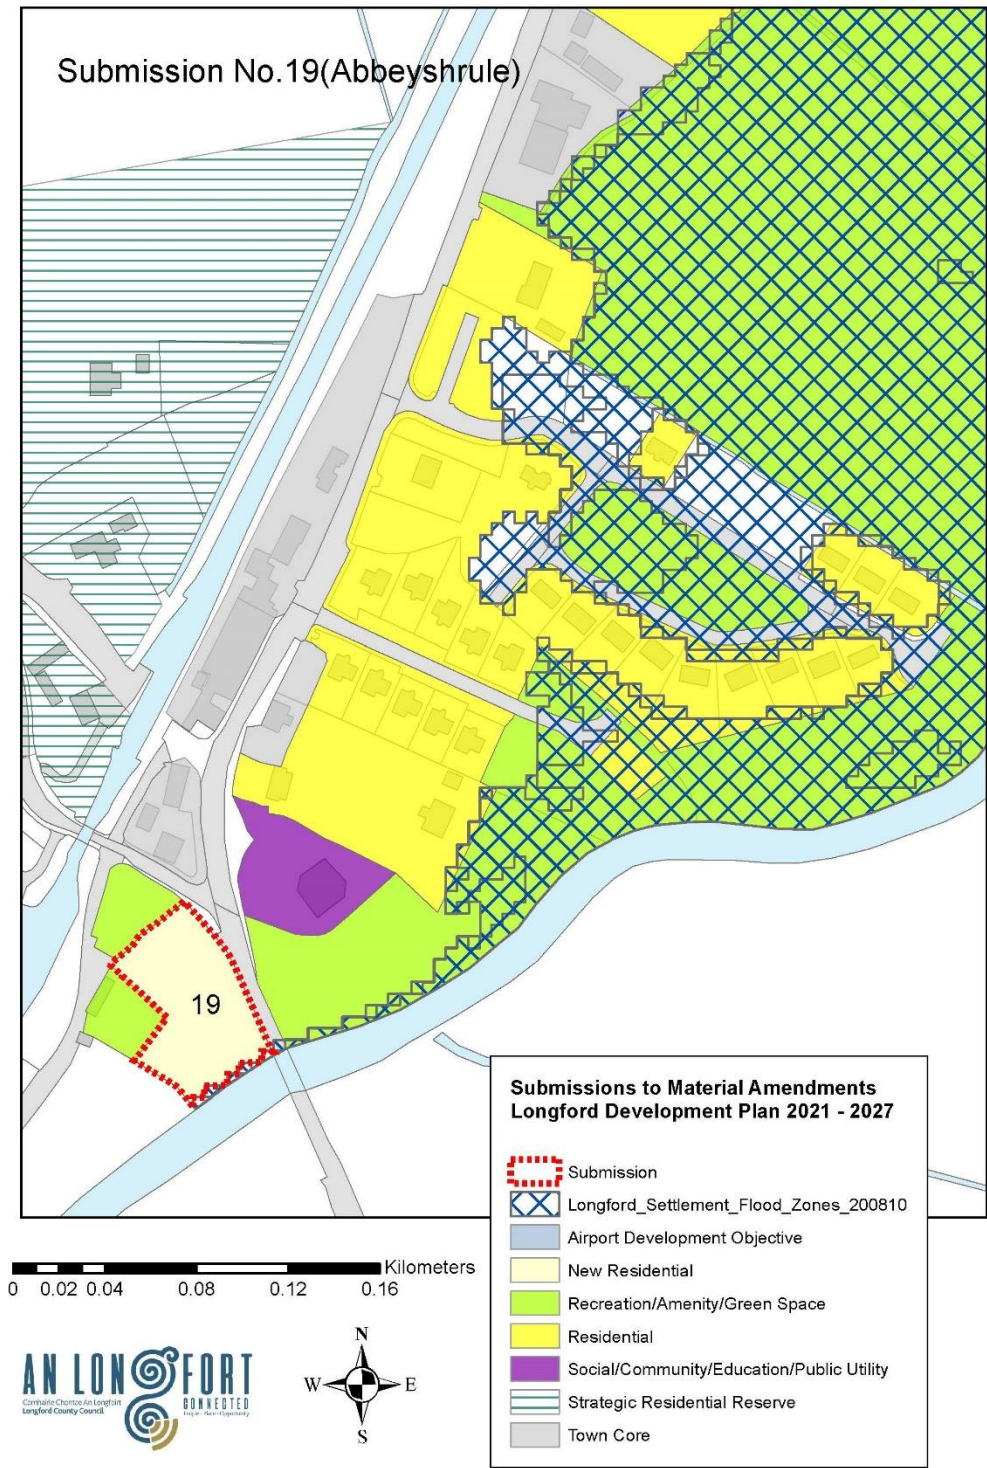 Submission No.19(Abbeyshrule)
19
Submissions to Material Amendments
Longford Development Plan 2021 - 2027
Submission
Longford_Settlement_Flood_Zones_200810
Airport Development Objective
New Residential
Recreation/Amenity/Green Space
Residential
Social/Community/Education/Public Utility
Strategic Residential Reserve
Town Core
Kilometers
0 0.02 0.04 0.08 0.12 0.16
AN LONGFORT
Comhairle Chontae An Longfoirt
Longford County Council
CONNECTED
People - Place - Opportunity
N
W E
S